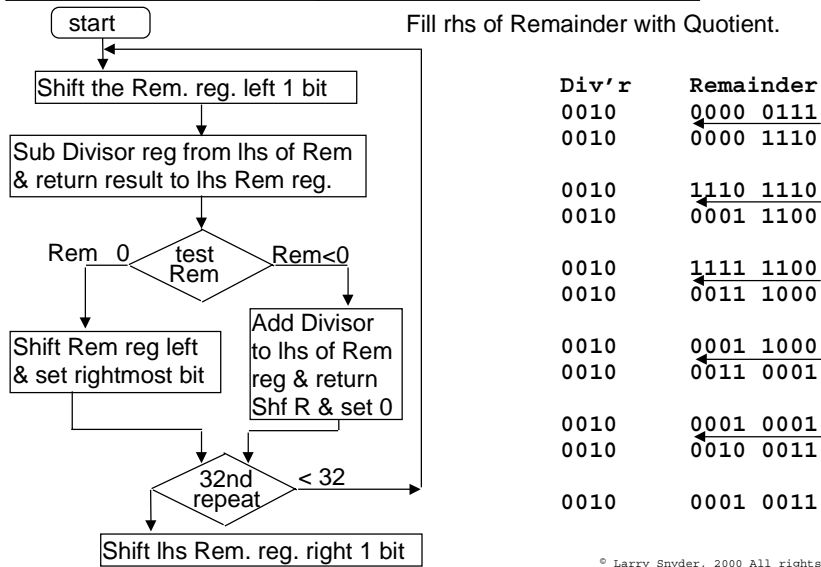 start
Fill rhs of Remainder with Quotient.
Shift the Rem. reg. left 1 bit
Sub Divisor reg from lhs of Rem
& return result to lhs Rem reg.
Rem 0
test
Rem
Rem<0
Shift Rem reg left
& set rightmost bit
Add Divisor
to lhs of Rem
reg & return
Shf R & set 0
32nd
repeat
< 32
Shift lhs Rem. reg. right 1 bit
Div'r Remainder
0010 0000 0111
0010 0000 1110
0010 1110 1110
0010 0001 1100
0010 1111 1100
0010 0011 1000
0010 0001 1000
0010 0011 0001
0010 0001 0001
0010 0010 0011
0010 0001 0011
© Larry Snyder, 2000 All rights